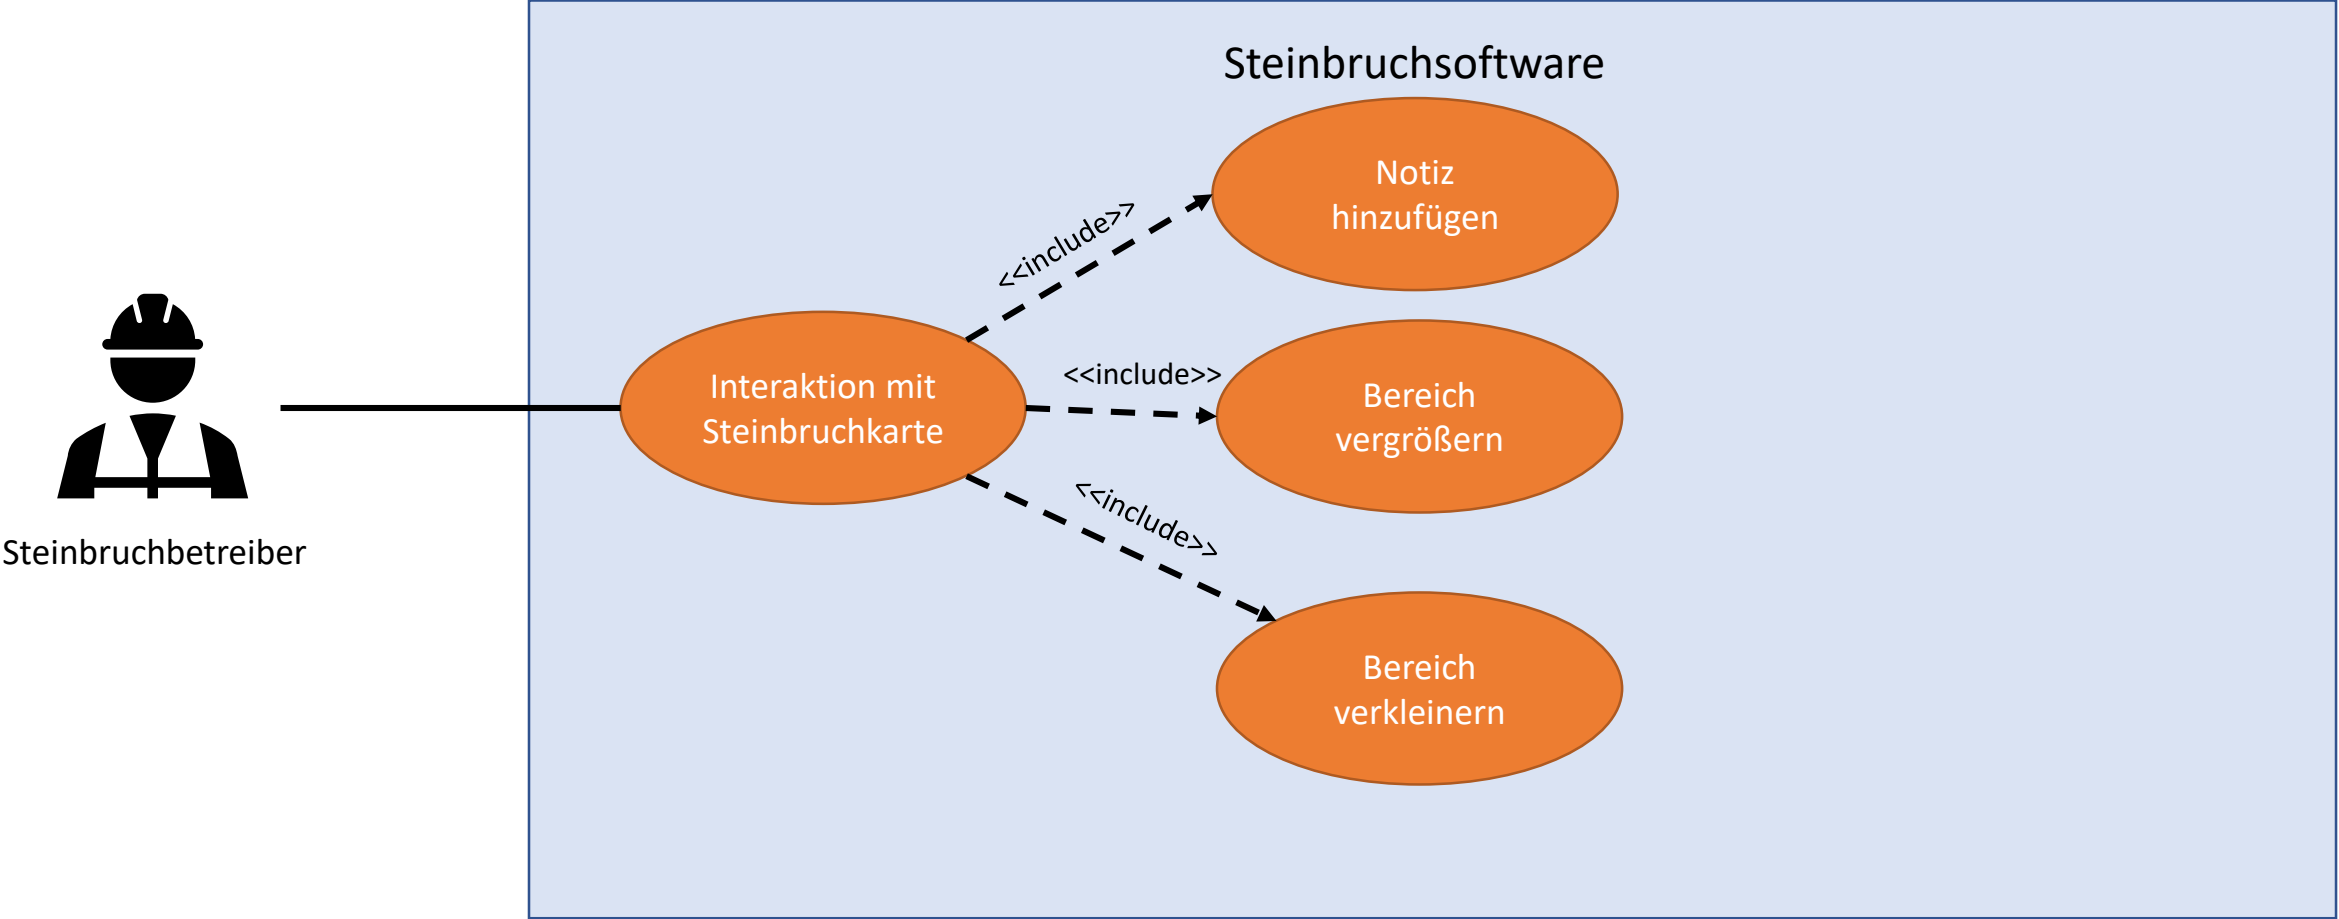 Steinbruchsoftware
Notiz
hinzufügen
<<include>>
<<include>>
Interaktion mit
Steinbruchkarte
Bereich
vergrößern
<<include>>
Steinbruchbetreiber
Bereich
verkleinern